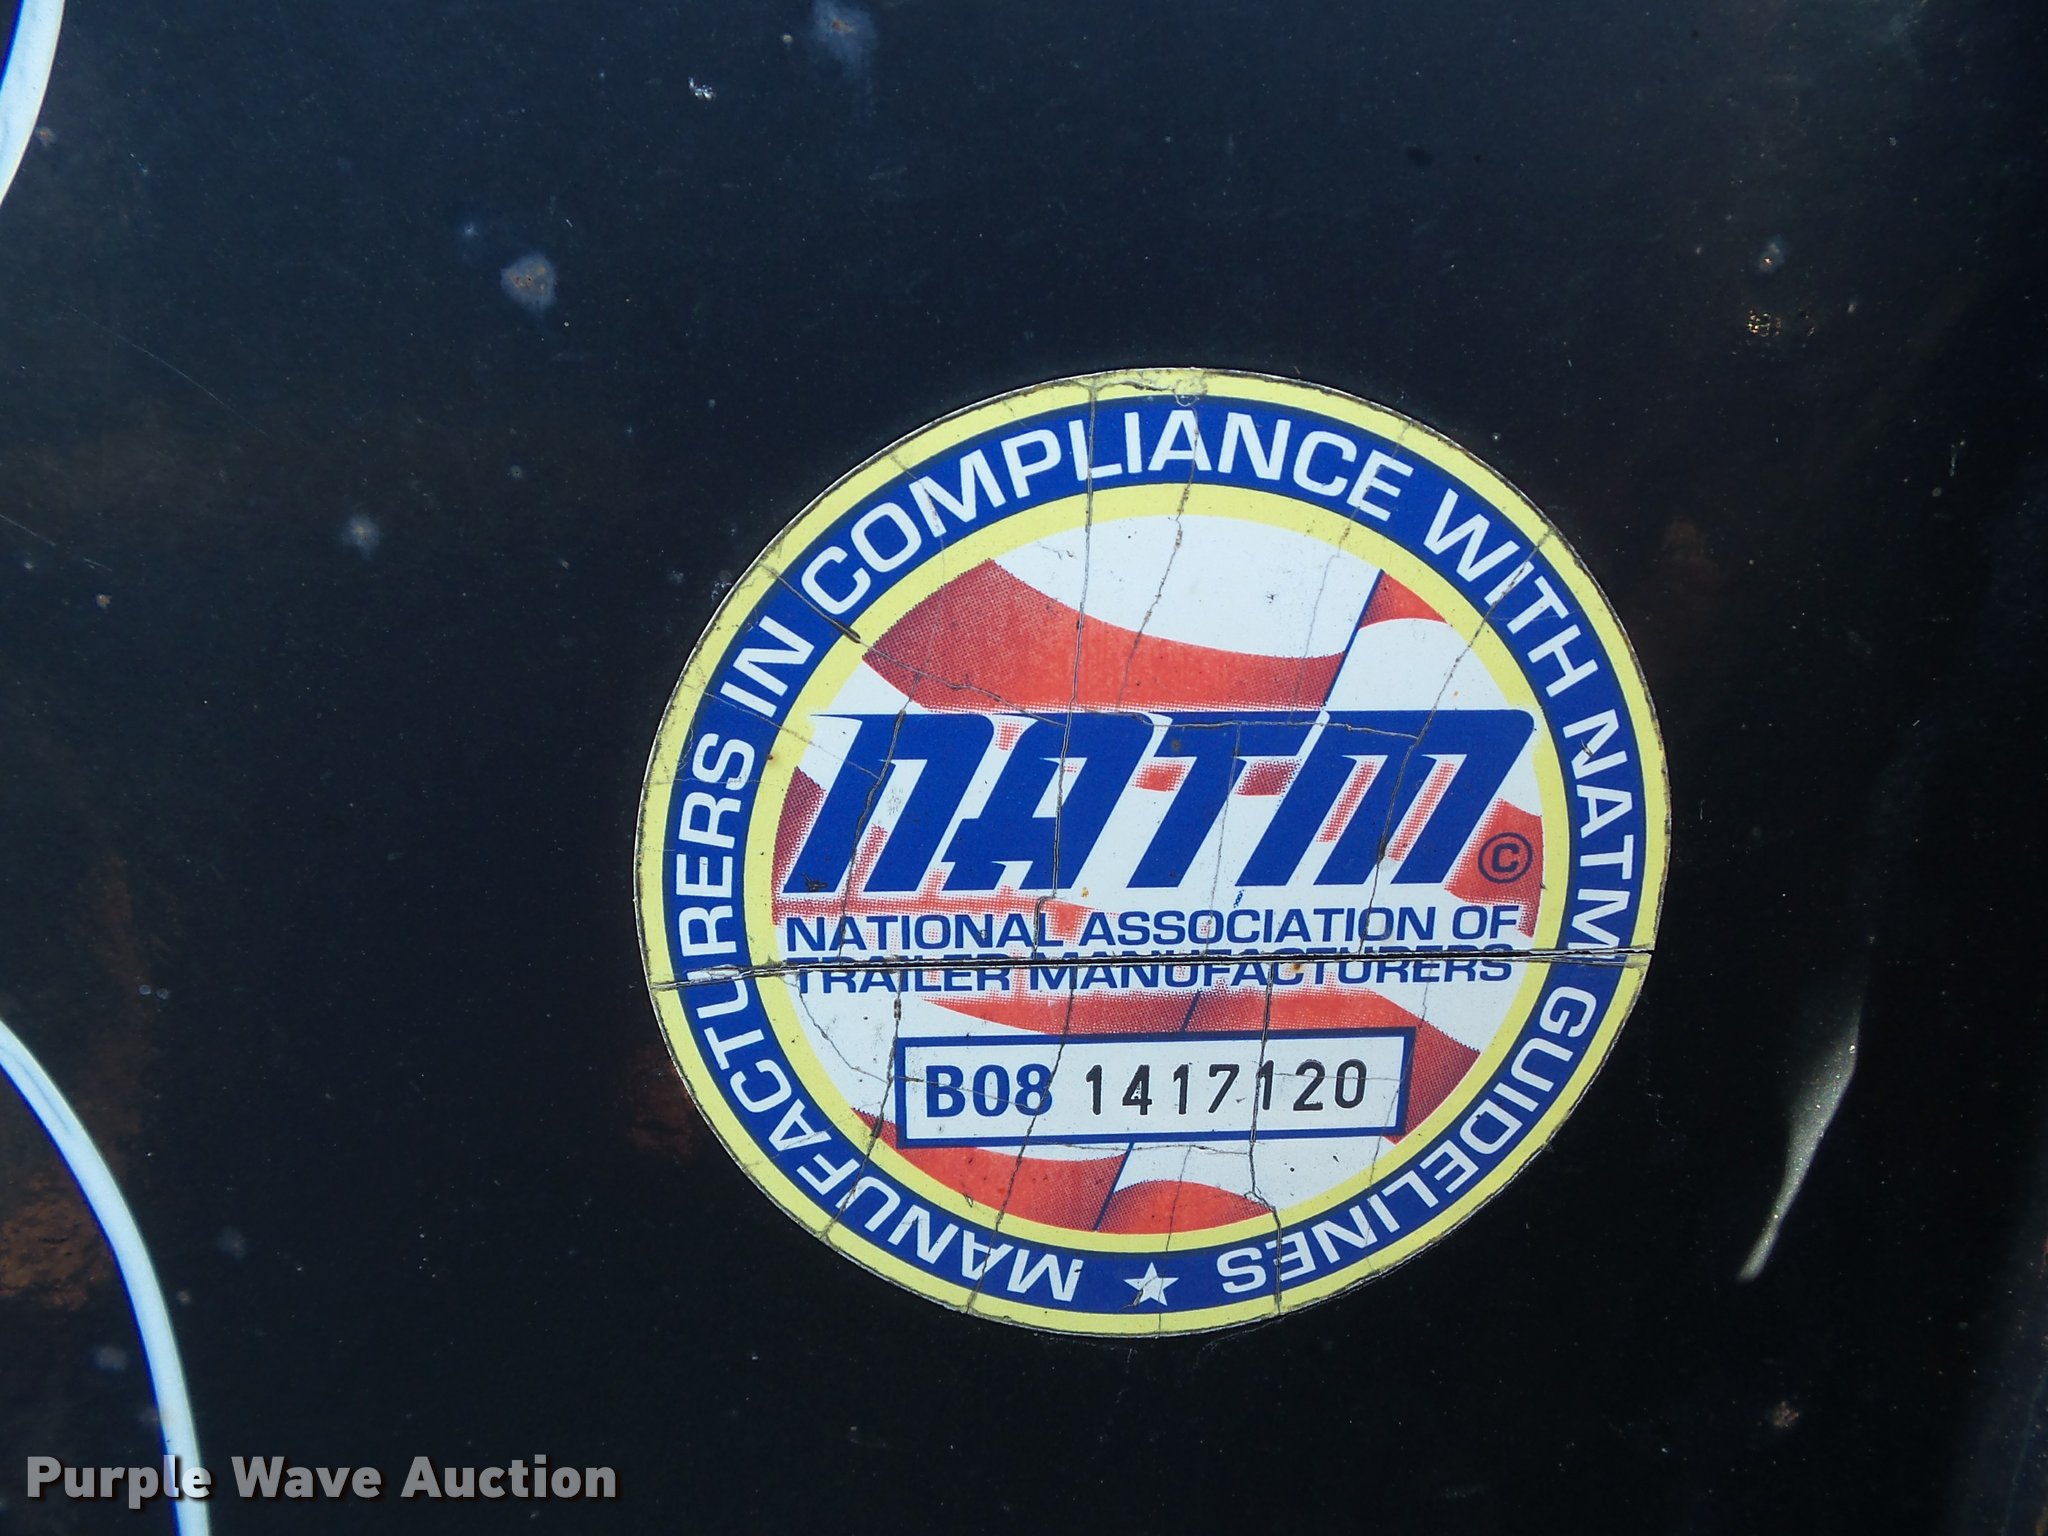 MANUFACTURERS IN COMPLIANCE WITH NATM GUIDELINES ★
NATM ©
NATIONAL ASSOCIATION OF
TRAILER MANUFACTURERS
B08 1417120
Purple Wave Auction